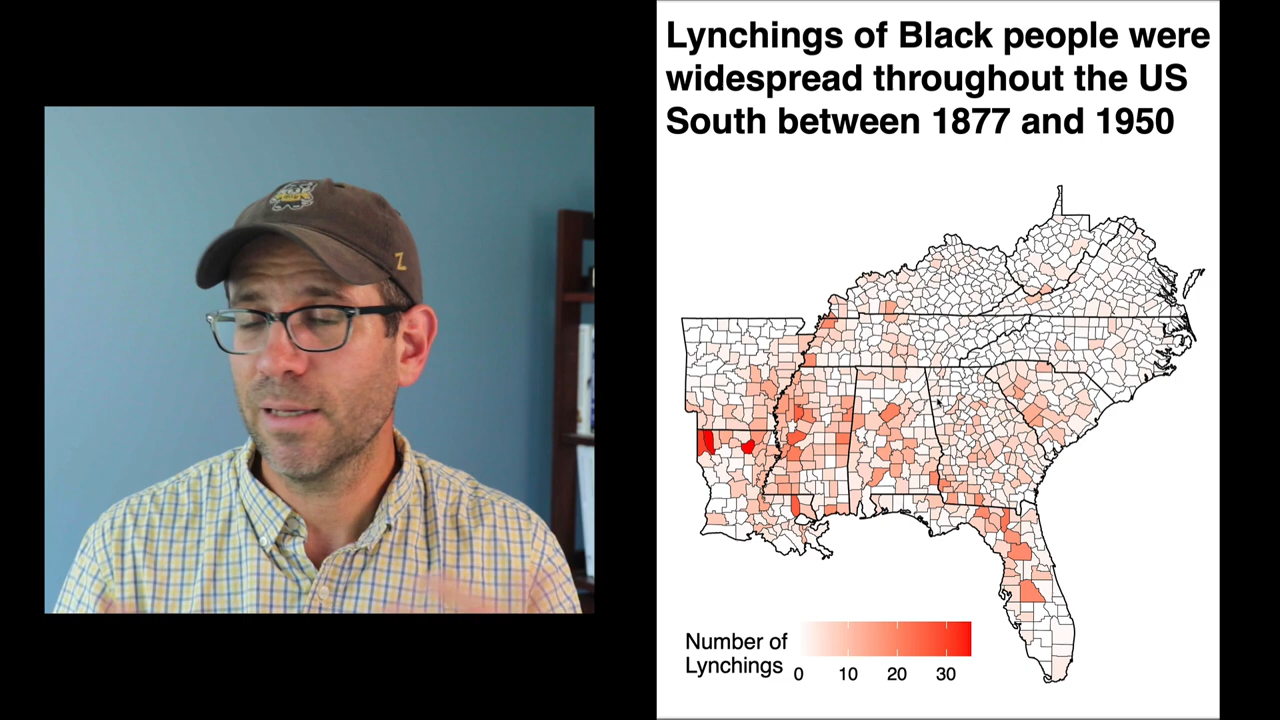 Lynchings of Black people were
widespread throughout the US
South between 1877 and 1950
Z
Number of
Lynchings
0 10 20 30